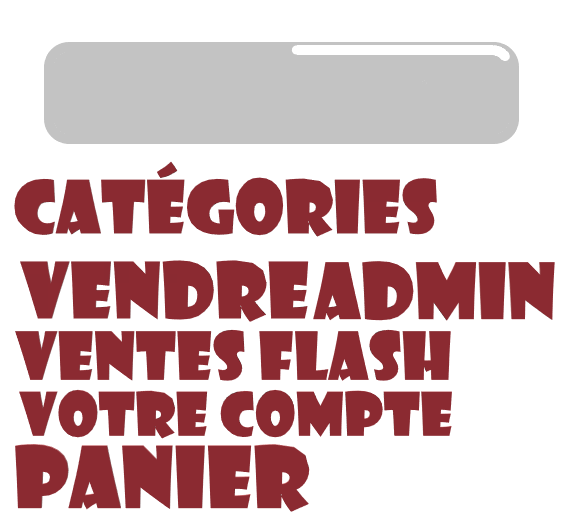 CATÉGORIES
VENDREADMIN
VENTES FLASH
VOTRE COMPTE
PANIER